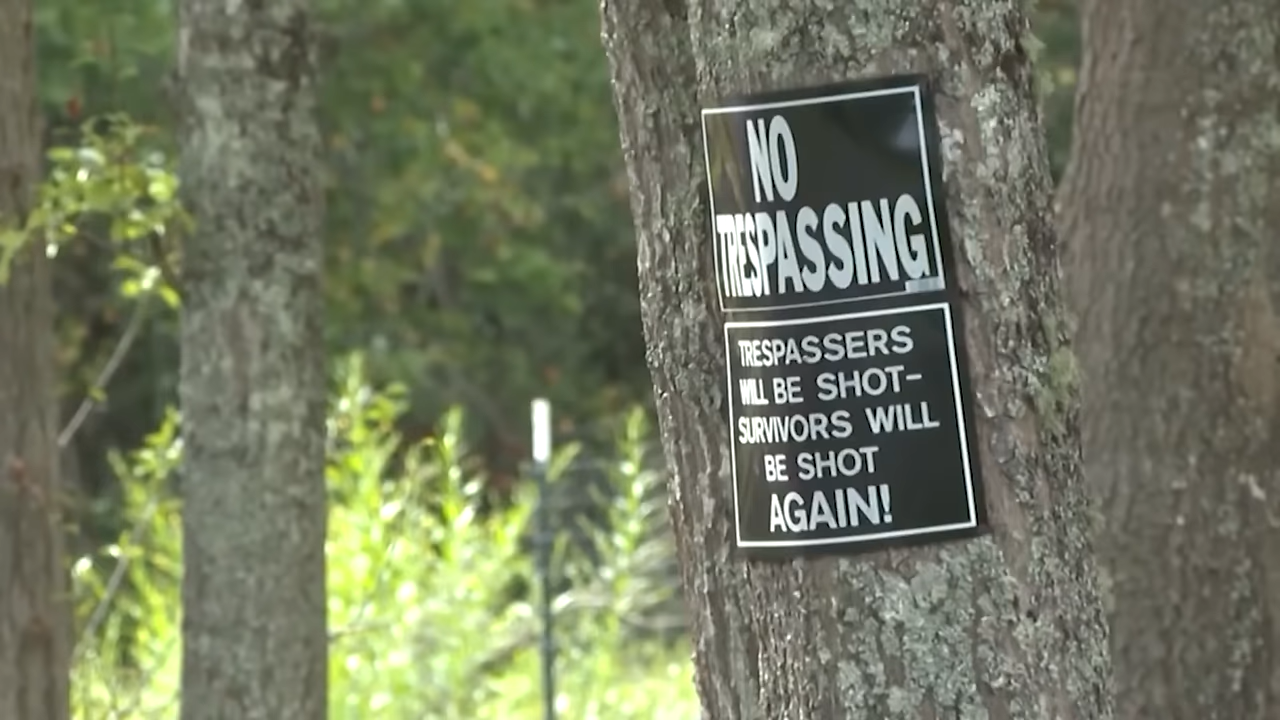 NO
TRESPASSING
TRESPASSERS
WILL BE SHOT-
SURVIVORS WILL
BE SHOT
AGAIN!